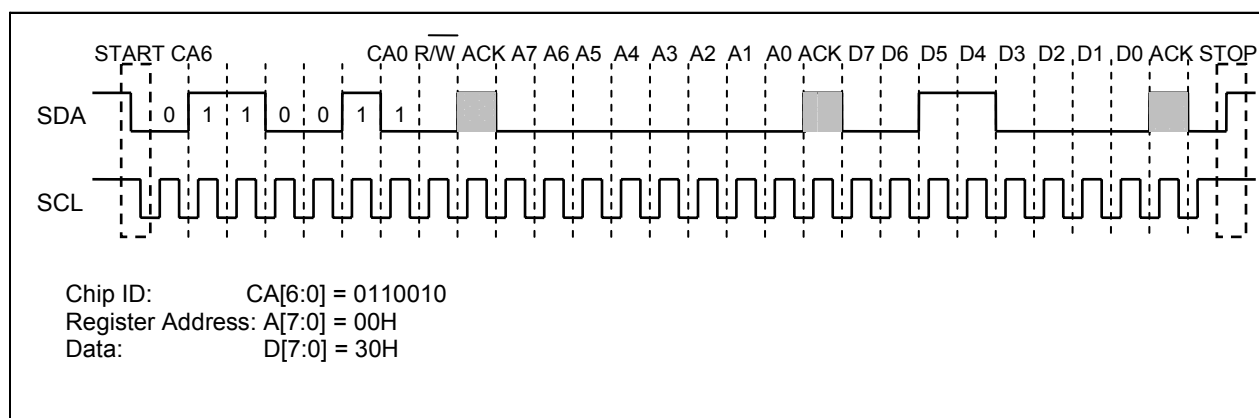 START CA6 CA0 R/W ACK A7 A6 A5 A4 A3 A2 A1 A0 ACK D7 D6 D5 D4 D3 D2 D1 D0 ACK STOP
SDA 0 1 1 0 0 1 1
SCL
Chip ID: CA[6:0] = 0110010
Register Address: A[7:0] = 00H
Data: D[7:0] = 30H